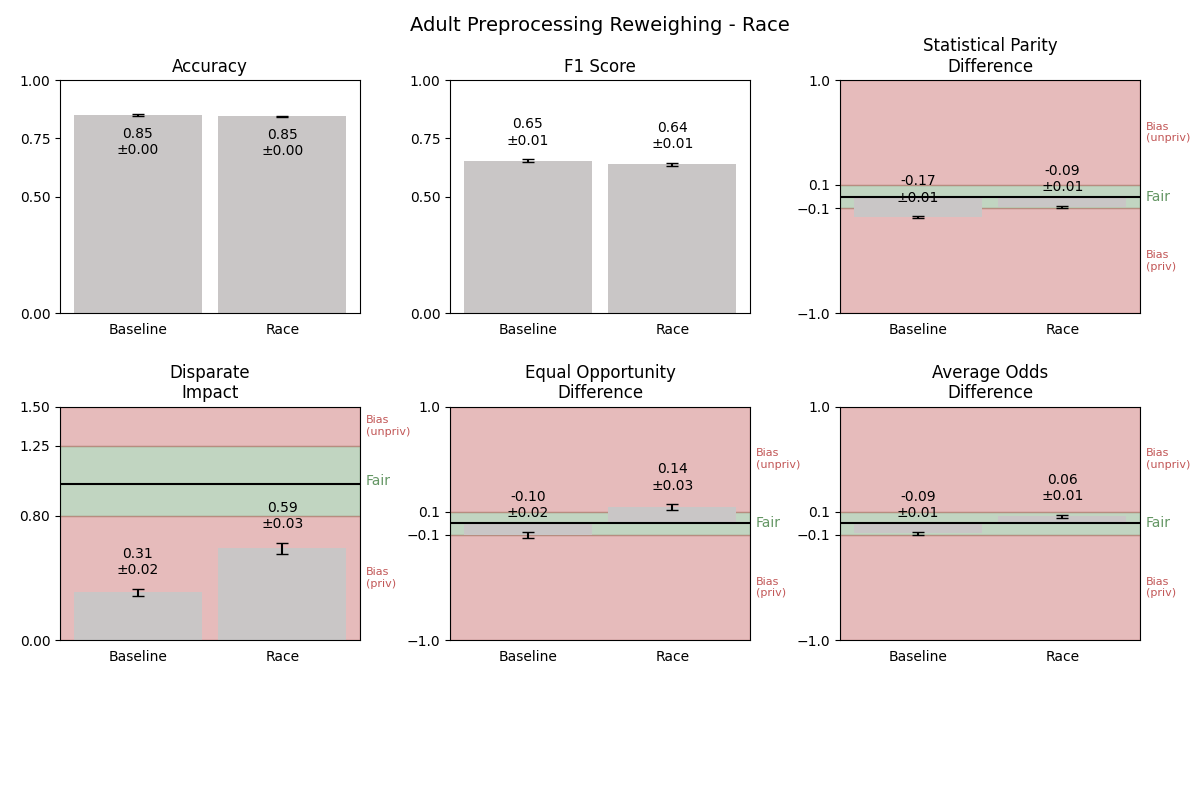 Adult Preprocessing Reweighing - Race
Accuracy
1.00
0.75
0.50
0.00
0.85
±0.00
0.85
±0.00
Baseline
Race
F1 Score
1.00
0.75
0.50
0.00
0.65
±0.01
0.64
±0.01
Baseline
Race
Statistical Parity
Difference
1.0
0.1
−0.1
−1.0
-0.17
±0.01
-0.09
±0.01
Bias
(unpriv)
Fair
Bias
(priv)
Baseline
Race
Disparate
Impact
1.50
1.25
0.80
0.00
0.31
±0.02
0.59
±0.03
Bias
(unpriv)
Fair
Bias
(priv)
Baseline
Race
Equal Opportunity
Difference
1.0
0.1
−0.1
−1.0
-0.10
±0.02
0.14
±0.03
Bias
(unpriv)
Fair
Bias
(priv)
Baseline
Race
Average Odds
Difference
1.0
0.1
−0.1
−1.0
-0.09
±0.01
0.06
±0.01
Bias
(unpriv)
Fair
Bias
(priv)
Baseline
Race